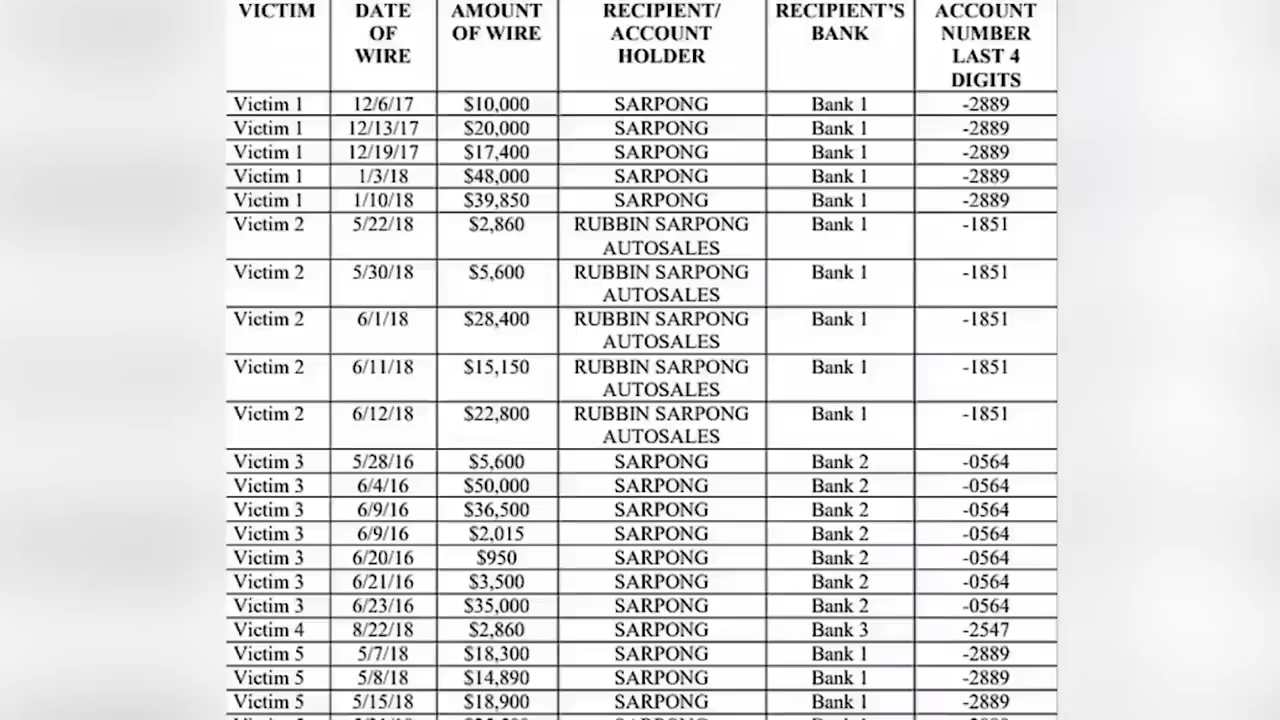 VICTIM DATE OF WIRE AMOUNT OF WIRE RECIPIENT/ ACCOUNT HOLDER RECIPIENT'S BANK ACCOUNT NUMBER LAST 4 DIGITS
Victim 1 12/6/17 $10,000 SARPONG Bank 1 -2889
Victim 1 12/13/17 $20,000 SARPONG Bank 1 -2889
Victim 1 12/19/17 $17,400 SARPONG Bank 1 -2889
Victim 1 1/3/18 $48,000 SARPONG Bank 1 -2889
Victim 1 1/10/18 $39,850 SARPONG Bank 1 -2889
Victim 2 5/22/18 $2,860 RUBBIN SARPONG AUTOSALES Bank 1 -1851
Victim 2 5/30/18 $5,600 RUBBIN SARPONG AUTOSALES Bank 1 -1851
Victim 2 6/1/18 $28,400 RUBBIN SARPONG AUTOSALES Bank 1 -1851
Victim 2 6/11/18 $15,150 RUBBIN SARPONG AUTOSALES Bank 1 -1851
Victim 2 6/12/18 $22,800 RUBBIN SARPONG AUTOSALES Bank 1 -1851
Victim 3 5/28/16 $5,600 SARPONG Bank 2 -0564
Victim 3 6/4/16 $50,000 SARPONG Bank 2 -0564
Victim 3 6/9/16 $36,500 SARPONG Bank 2 -0564
Victim 3 6/9/16 $2,015 SARPONG Bank 2 -0564
Victim 3 6/20/16 $950 SARPONG Bank 2 -0564
Victim 3 6/21/16 $3,500 SARPONG Bank 2 -0564
Victim 3 6/23/16 $35,000 SARPONG Bank 2 -0564
Victim 4 8/22/18 $2,860 SARPONG Bank 3 -2547
Victim 5 5/7/18 $18,300 SARPONG Bank 1 -2889
Victim 5 5/8/18 $14,890 SARPONG Bank 1 -2889
Victim 5 5/15/18 $18,900 SARPONG Bank 1 -2889